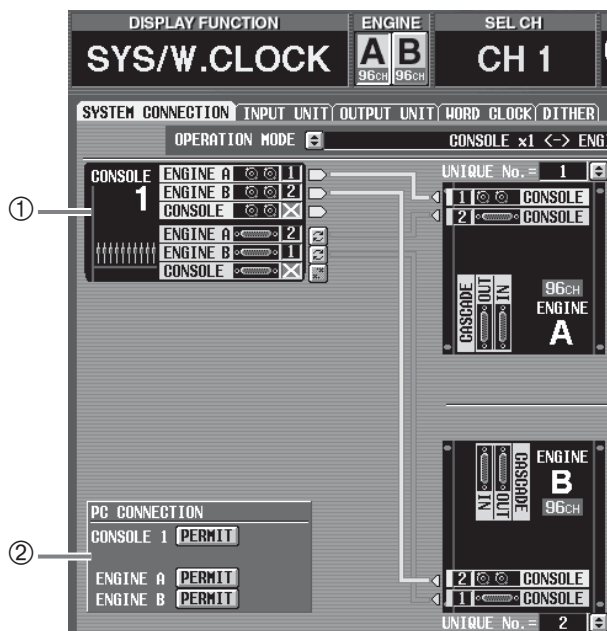 DISPLAY FUNCTION
ENGINE
SEL CH
SYS/W.CLOCK
A B
96CH 96CH
CH 1
SYSTEM CONNECTION INPUT UNIT OUTPUT UNIT WORD CLOCK DITHER
OPERATION MODE
CONSOLE x1 <-> ENG
CONSOLE
1
ENGINE A 1
ENGINE B 2
CONSOLE
ENGINE A 2
ENGINE B 1
CONSOLE
UNIQUE No.= 1
1 CONSOLE
2 CONSOLE
CASCADE
OUT
IN
96CH
ENGINE
A
①
ENGINE
B
96CH
IN
OUT
CASCADE
PC CONNECTION
CONSOLE 1 PERMIT
ENGINE A PERMIT
ENGINE B PERMIT
②
2 CONSOLE
1 CONSOLE
UNIQUE No.= 2